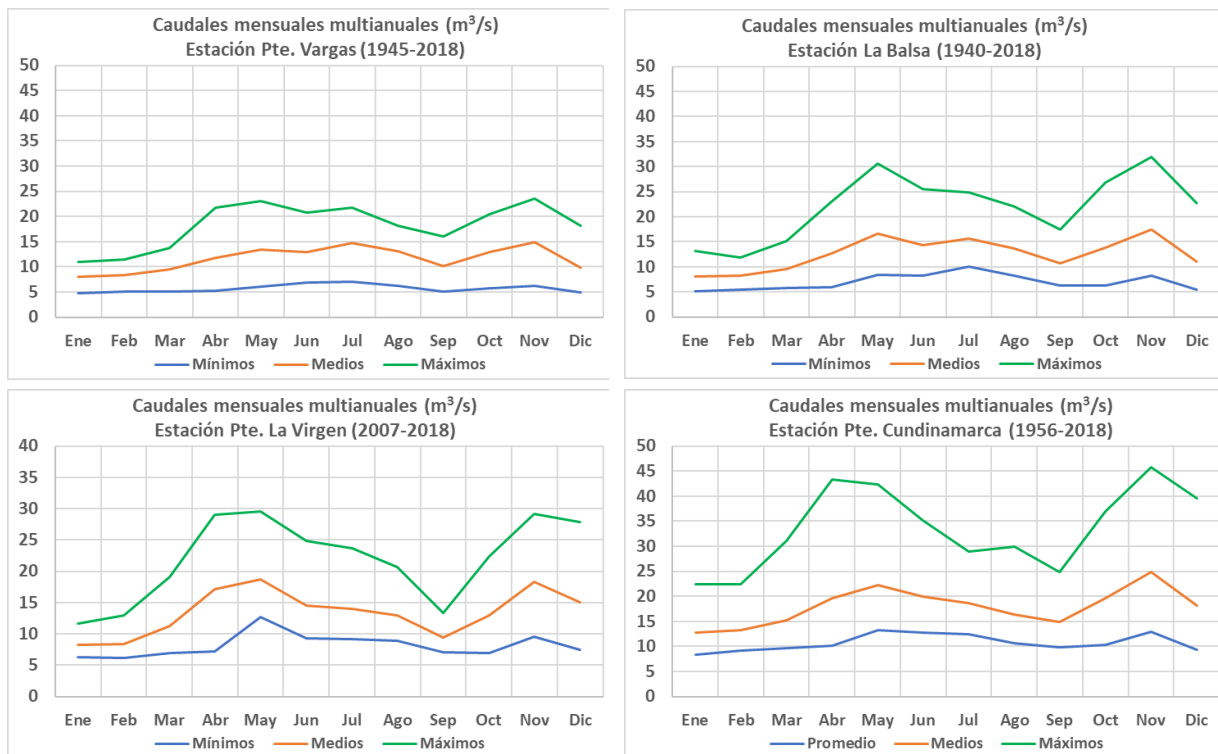 Caudales mensuales multianuales (m³/s)
Estación Pte. Vargas (1945-2018)
50
45
40
35
30
25
20
15
10
5
0
Ene Feb Mar Abr May Jun Jul Ago Sep Oct Nov Dic
Mínimos Medios Máximos
Caudales mensuales multianuales (m³/s)
Estación La Balsa (1940-2018)
50
45
40
35
30
25
20
15
10
5
0
Ene Feb Mar Abr May Jun Jul Ago Sep Oct Nov Dic
Mínimos Medios Máximos
Caudales mensuales multianuales (m³/s)
Estación Pte. La Virgen (2007-2018)
40
35
30
25
20
15
10
5
0
Ene Feb Mar Abr May Jun Jul Ago Sep Oct Nov Dic
Mínimos Medios Máximos
Caudales mensuales multianuales (m³/s)
Estación Pte. Cundinamarca (1956-2018)
50
45
40
35
30
25
20
15
10
5
0
Ene Feb Mar Abr May Jun Jul Ago Sep Oct Nov Dic
Promedio Medios Máximos